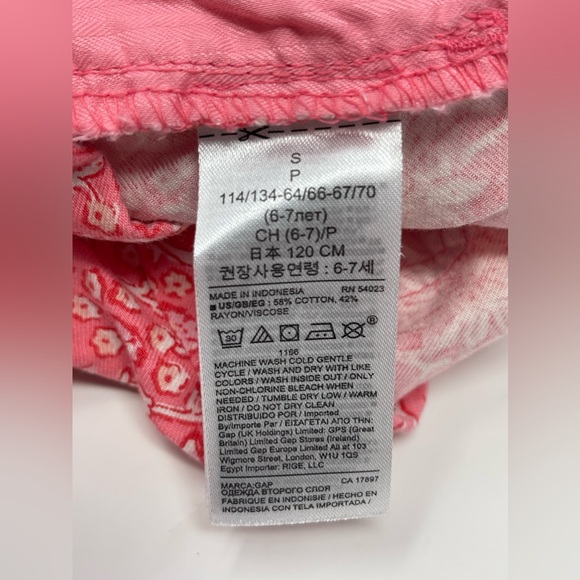 S
P
114/134-64/66-67/70
(6-7лет)
CH (6-7)/P
日本 120 CM
권장사용연령 : 6-7세
MADE IN INDONESIA RN 54023
■ US/GB/EG : 58% COTTON, 42%
RAYON/VISCOSE
30
®
1166
MACHINE WASH COLD GENTLE
CYCLE / WASH AND DRY WITH LIKE
COLORS / WASH INSIDE OUT / ONLY
NON-CHLORINE BLEACH WHEN
NEEDED / TUMBLE DRY LOW / WARM
IRON / DO NOT DRY CLEAN
DISTRIBUIDO POR / Imported
By/Importe Par / ΕΙΣΑΓΕΤΑΙ ΑΠΟ ΤΗΝ:
Gap (UK Holdings) Limited: GPS (Great
Britain) Limited Gap Stores (Ireland)
Limited Gap Europe Limited All at 103
Wigmore Street, London, W1U 1QS
Egypt Importer: RIGE, LLC
MARCA:GAP CA 17897
ОДЕЖДА ВТОРОГО СЛОЯ
FABRIQUÉ EN INDONISIE / HECHO EN
INDONESIA CON TELA IMPORTADA /